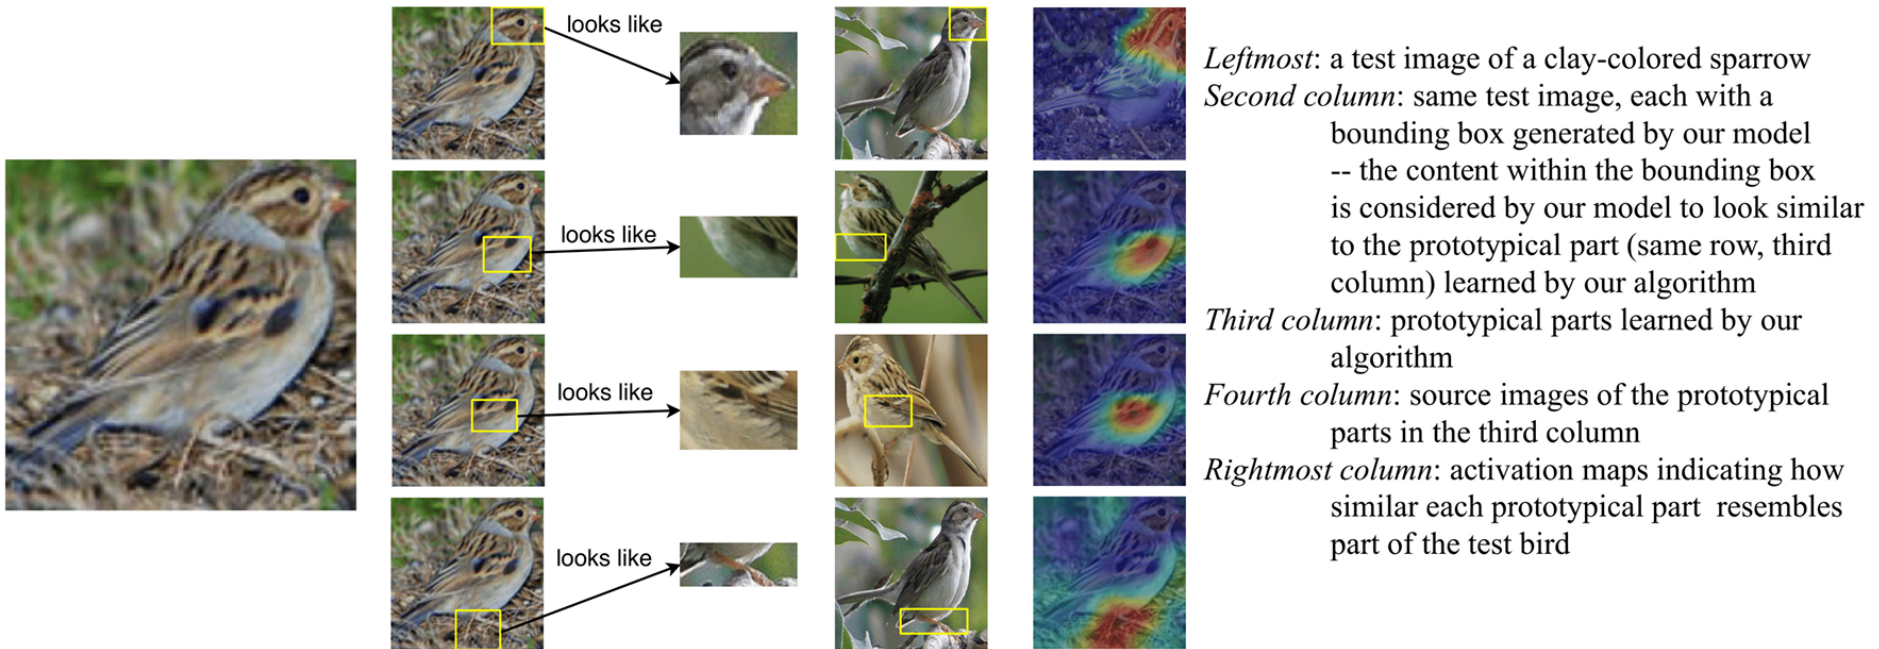 looks like
looks like
looks like
looks like
Leftmost: a test image of a clay-colored sparrow
Second column: same test image, each with a
bounding box generated by our model
-- the content within the bounding box
is considered by our model to look similar
to the prototypical part (same row, third
column) learned by our algorithm
Third column: prototypical parts learned by our
algorithm
Fourth column: source images of the prototypical
parts in the third column
Rightmost column: activation maps indicating how
similar each prototypical part resembles
part of the test bird